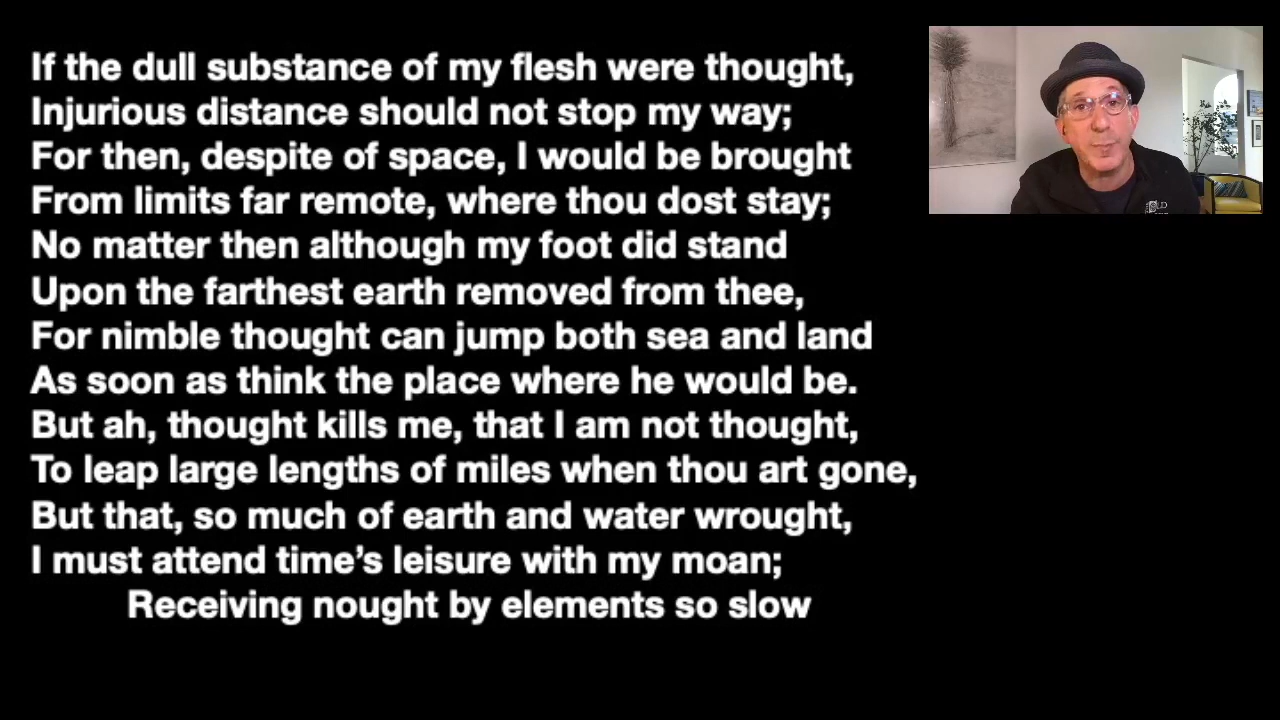 If the dull substance of my flesh were thought,
Injurious distance should not stop my way;
For then, despite of space, I would be brought
From limits far remote, where thou dost stay;
No matter then although my foot did stand
Upon the farthest earth removed from thee,
For nimble thought can jump both sea and land
As soon as think the place where he would be.
But ah, thought kills me, that I am not thought,
To leap large lengths of miles when thou art gone,
But that, so much of earth and water wrought,
I must attend time’s leisure with my moan;
Receiving nought by elements so slow